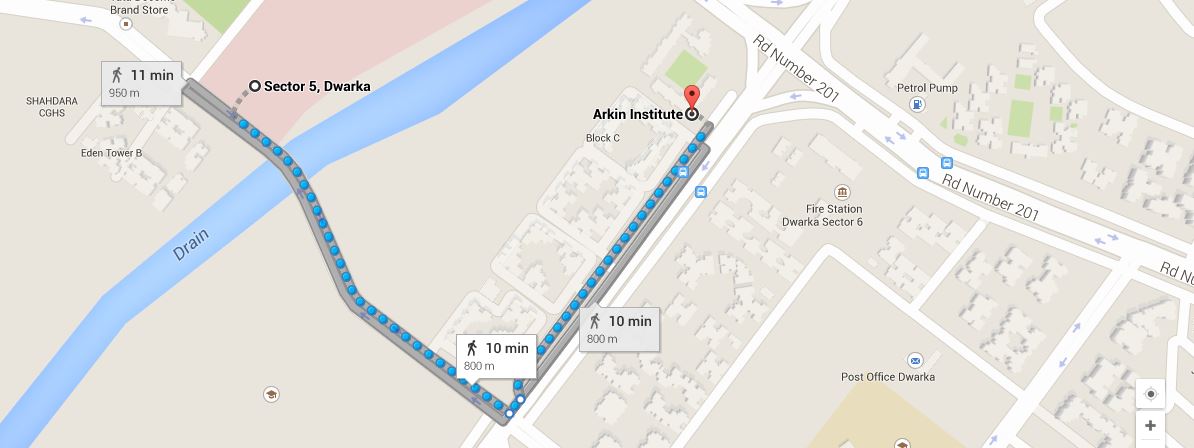 Brand Store
11 min
950 m
Sector 5, Dwarka
SHAHDARA
CGHS
Eden Tower B
Drain
Arkin Institute
Block C
Rd Number 201
Petrol Pump
Rd Number 201
Fire Station
Dwarka Sector 6
10 min
800 m
10 min
800 m
Post Office Dwarka
Rd
+